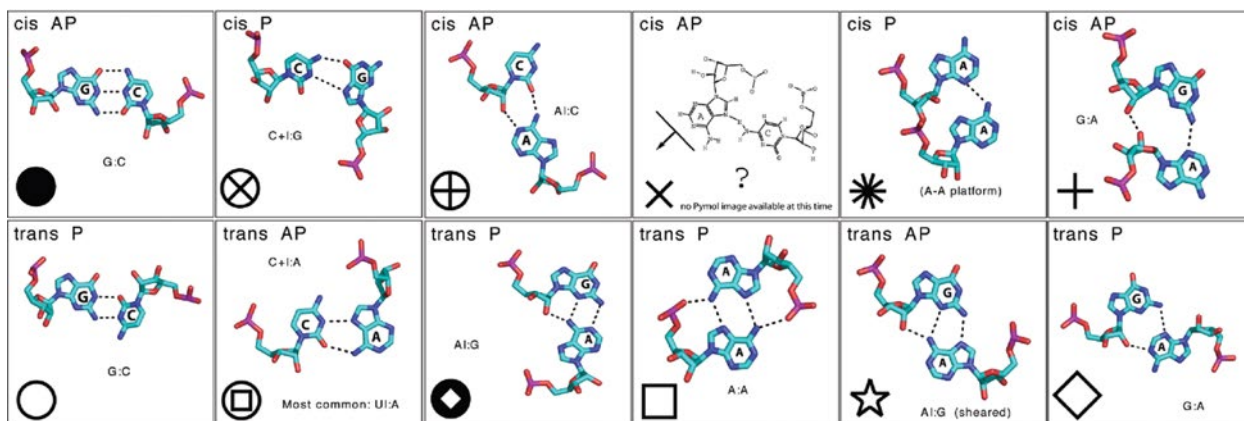 cis AP
G
C
G:C
cis P
C
G
C+I:G
cis AP
C
AI:C
A
cis AP
A
C
?
no Pymol image available at this time
cis P
A
A
(A-A platform)
cis AP
G
G:A
A
trans P
G
C
G:C
trans AP
C+I:A
C
A
Most common: UI:A
trans P
G
AI:G
A
trans P
A
A
A:A
trans AP
G
A
AI:G (sheared)
trans P
G
A
G:A